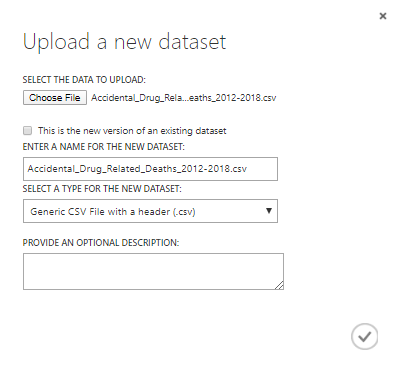 Upload a new dataset
SELECT THE DATA TO UPLOAD:
Choose File Accidental_Drug_Rela...eaths_2012-2018.csv
This is the new version of an existing dataset
ENTER A NAME FOR THE NEW DATASET:
Accidental_Drug_Related_Deaths_2012-2018.csv
SELECT A TYPE FOR THE NEW DATASET:
Generic CSV File with a header (.csv)
PROVIDE AN OPTIONAL DESCRIPTION: